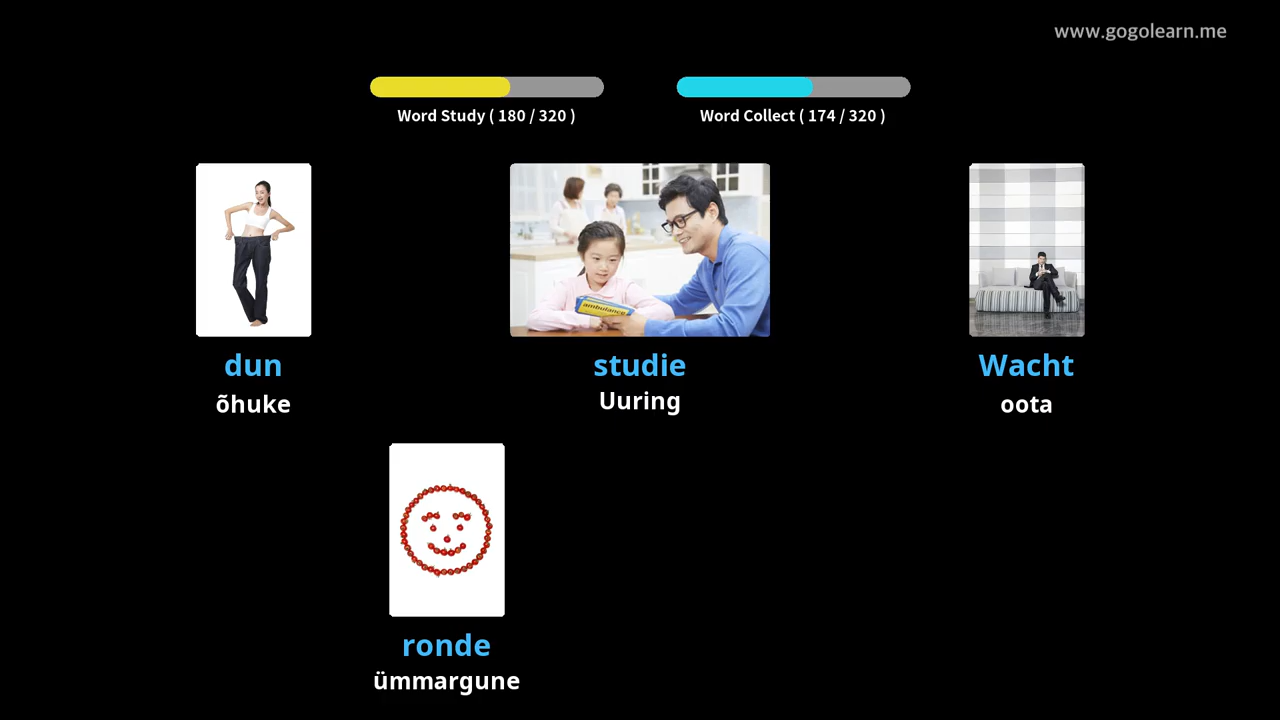 www.gogolearn.me
Word Study ( 180 / 320 )
Word Collect ( 174 / 320 )
ambulance
dun
studie
Wacht
õhuke
Uuring
oota
ronde
ümmargune